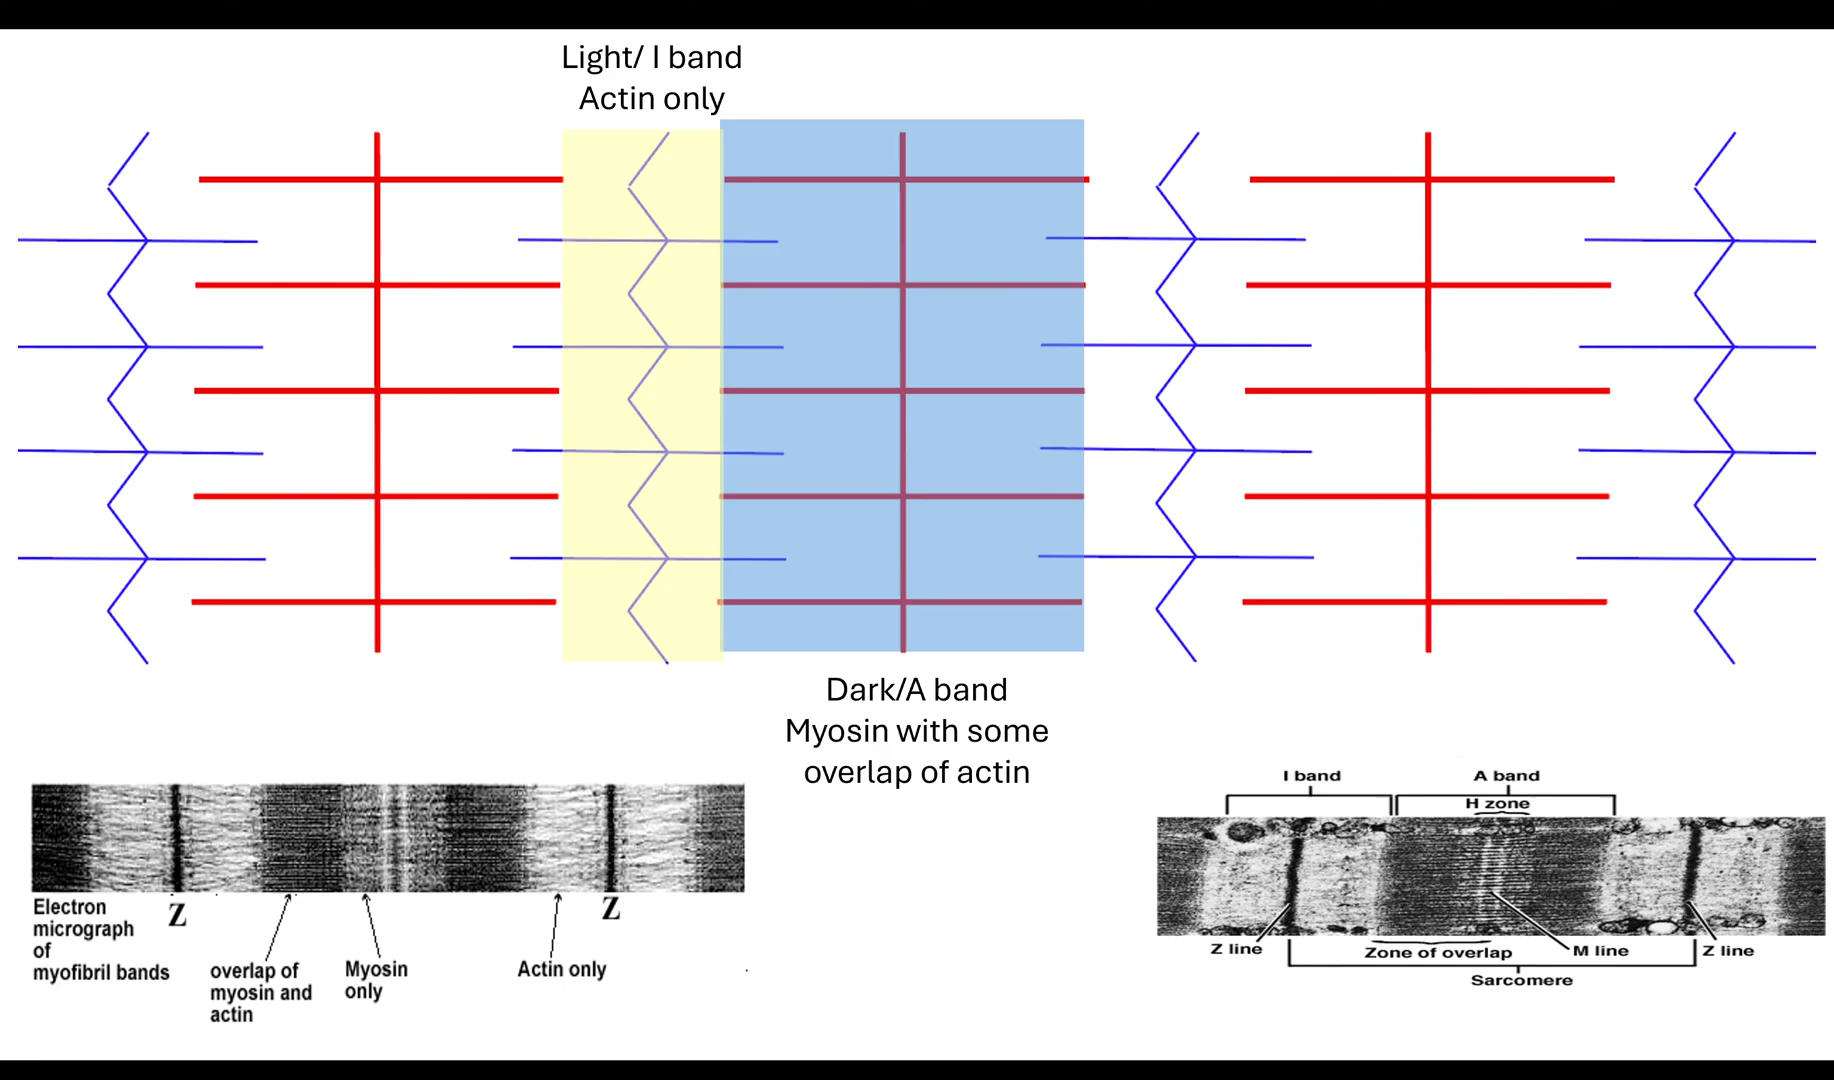 Light/ I band
Actin only
Dark/A band
Myosin with some
overlap of actin
Electron
micrograph
of
myofibril bands
Z
Z
overlap of
myosin and
actin
Myosin
only
Actin only
I band
A band
H zone
Z line
Zone of overlap
M line
Z line
Sarcomere